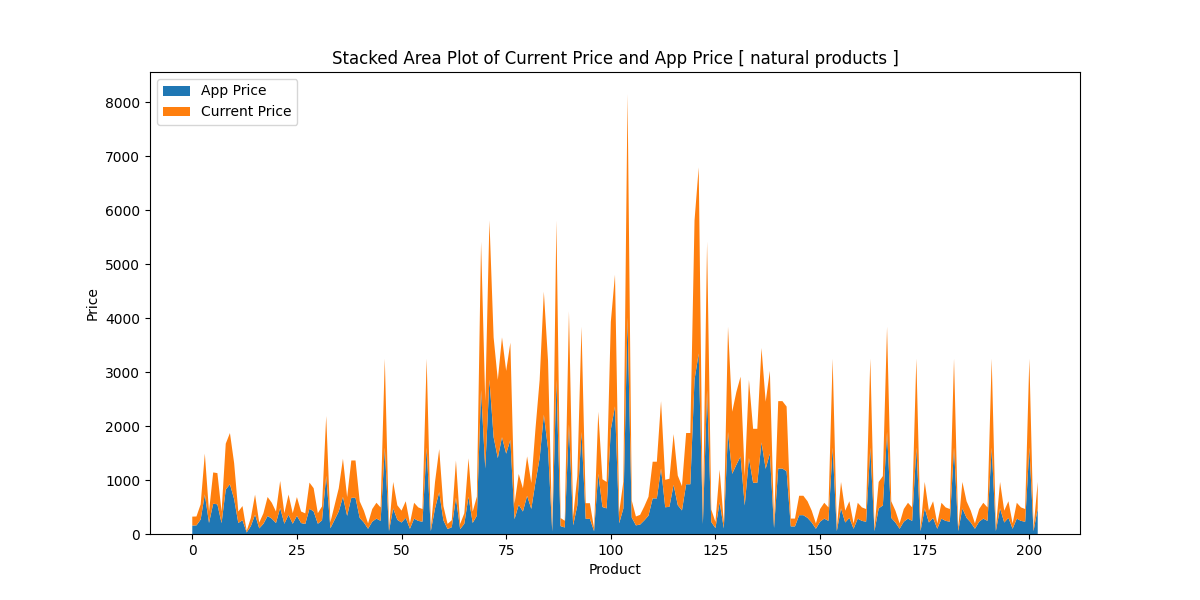 Stacked Area Plot of Current Price and App Price [ natural products ]
App Price
Current Price
8000
7000
6000
5000
4000
3000
2000
1000
0
Price
0 25 50 75 100 125 150 175 200
Product